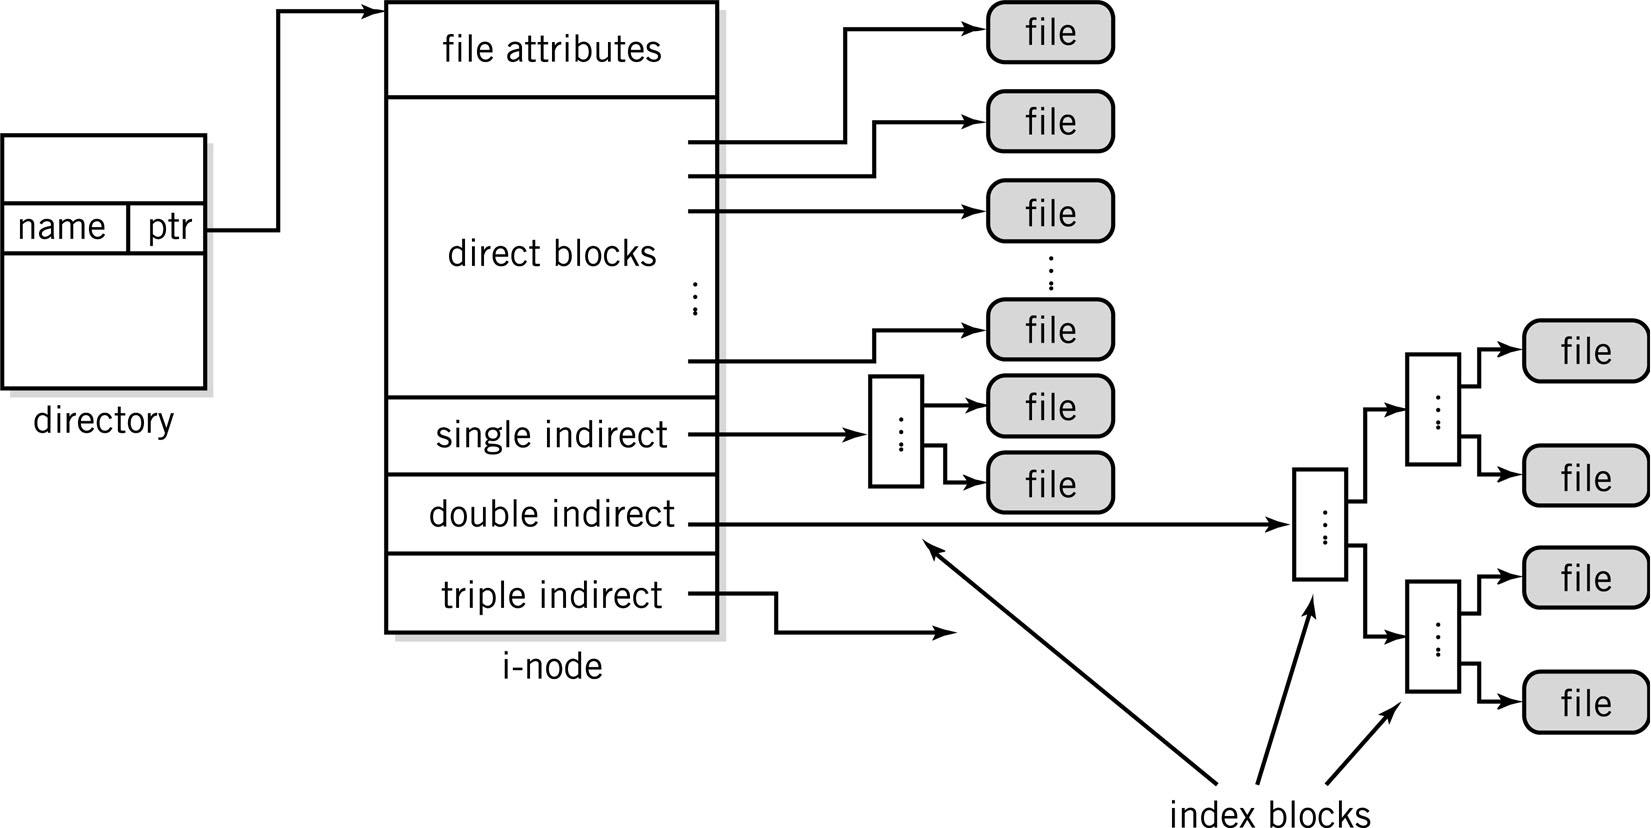 file attributes
direct blocks
single indirect
double indirect
triple indirect
i-node
name
ptr
directory
file
file
file
file
file
file
file
file
file
file
index blocks